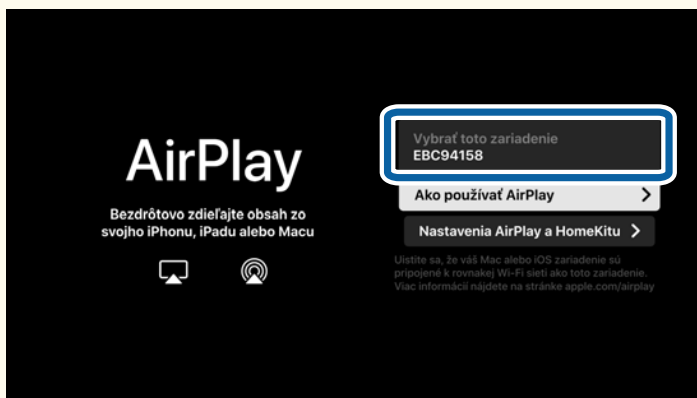 AirPlay
Bezdrôtovo zdieľajte obsah zo
svojho iPhonu, iPadu alebo Macu
Vybrať toto zariadenie
EBC94158
Ako používať AirPlay
Nastavenia AirPlay a HomeKitu
Uistite sa, že váš Mac alebo iOS zariadenie sú
pripojené k rovnakej Wi-Fi sieti ako toto zariadenie.
Viac informácií nájdete na stránke apple.com/airplay